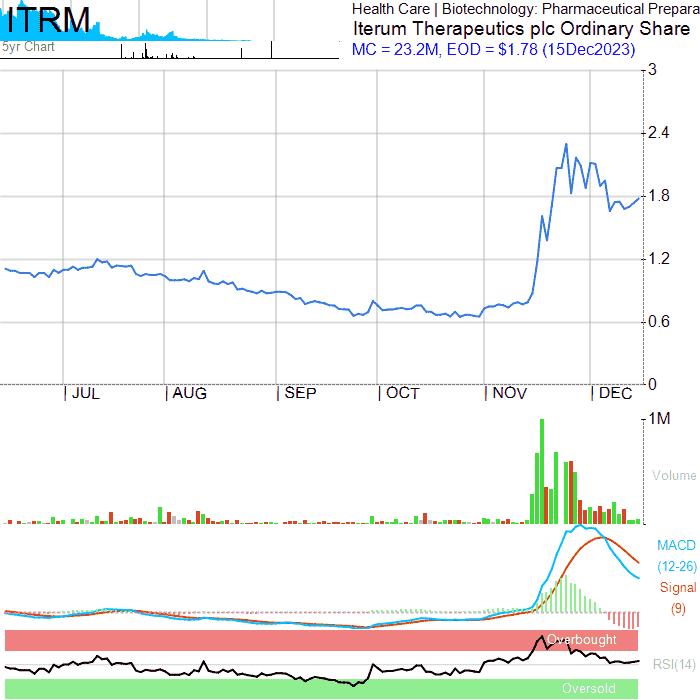 ITRM
5yr Chart
Health Care | Biotechnology: Pharmaceutical Prepara
Iterum Therapeutics plc Ordinary Share
MC = 23.2M, EOD = $1.78 (15Dec2023)
3
2.4
1.8
1.2
0.6
0
JUL
AUG
SEP
OCT
NOV
DEC
1M
Volume
MACD
(12-26)
Signal
(9)
Overbought
RSI(14)
Oversold